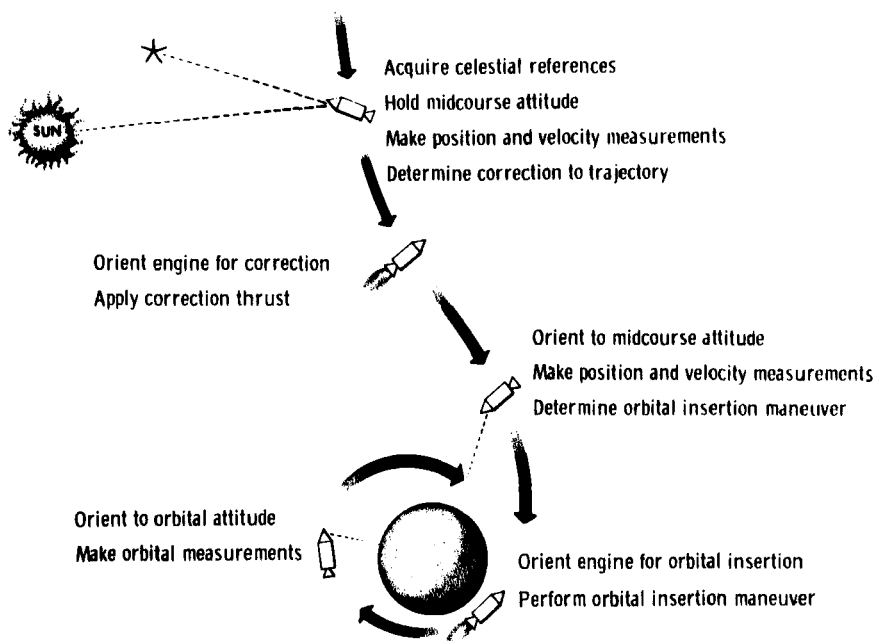 Acquire celestial references
Hold midcourse attitude
SUN
Make position and velocity measurements
Determine correction to trajectory
Orient engine for correction
Apply correction thrust
Orient to midcourse attitude
Make position and velocity measurements
Determine orbital insertion maneuver
Orient to orbital attitude
Make orbital measurements
Orient engine for orbital insertion
Perform orbital insertion maneuver